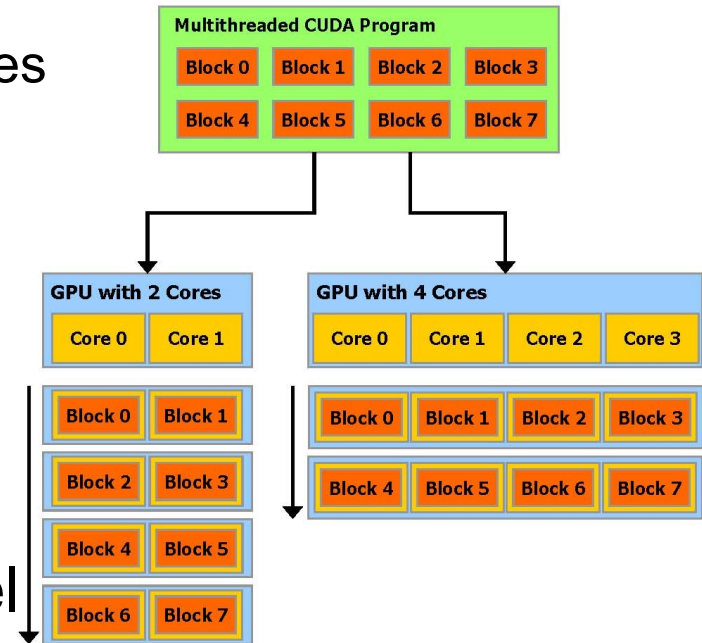 es
Multithreaded CUDA Program
Block 0 Block 1 Block 2 Block 3
Block 4 Block 5 Block 6 Block 7
GPU with 2 Cores
Core 0 Core 1
Block 0 Block 1
Block 2 Block 3
Block 4 Block 5
Block 6 Block 7
GPU with 4 Cores
Core 0 Core 1 Core 2 Core 3
Block 0 Block 1 Block 2 Block 3
Block 4 Block 5 Block 6 Block 7
el